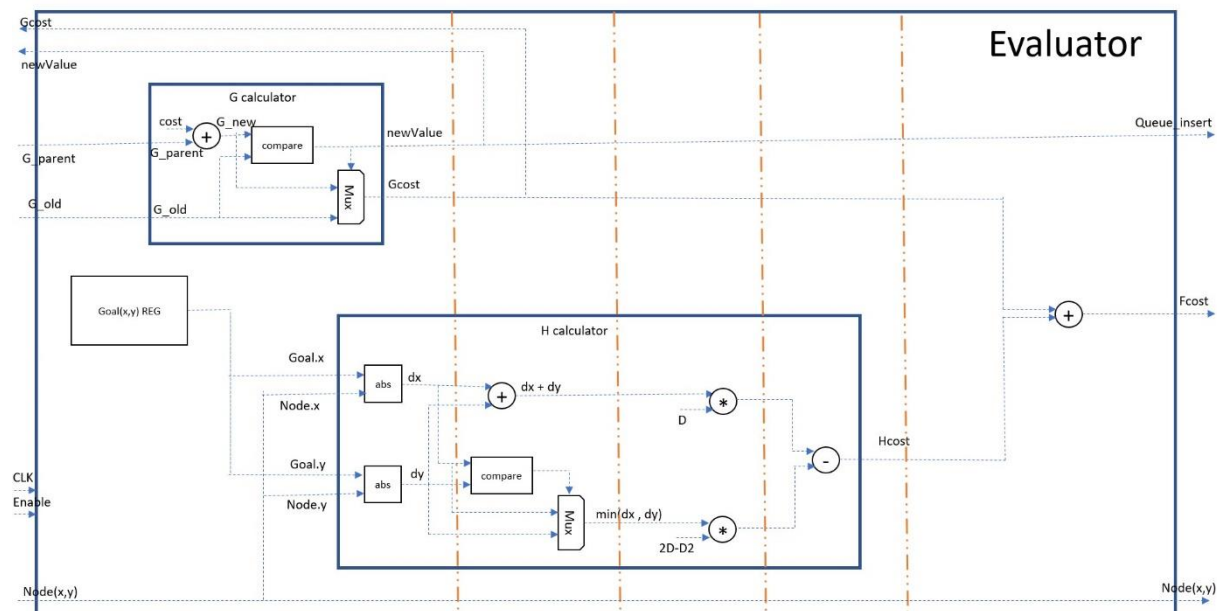 Gcost
Evaluator
newValue
G calculator
cost
G_new
newValue
Queue_insert
+
compare
G_parent
G_parent
Gcost
Mux
G_old
G_old
Goal(x,y) REG
Fcost
+
H calculator
Goal.x
abs
dx
dx + dy
+
*
Node.x
D
Hcost
Goal.y
-
dy
compare
CLK
abs
Enable
Node.y
Mux
min(dx , dy)
*
2D-D2
Node(x,y)
Node(x,y)